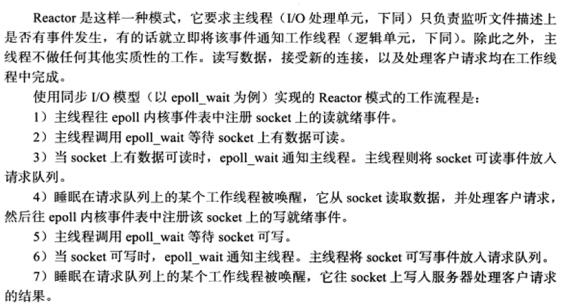 Reactor 是这样一种模式，它要求主线程（I/O 处理单元，下同）只负责监听文件描述上
是否有事件发生，有的话就立即将该事件通知工作线程（逻辑单元，下同）。除此之外，主
线程不做任何其他实质性的工作。读写数据，接受新的连接，以及处理客户请求均在工作线
程中完成。
使用同步 I/O 模型（以 epoll_wait 为例）实现的 Reactor 模式的工作流程是：
1）主线程往 epoll 内核事件表中注册 socket 上的读就绪事件。
2）主线程调用 epoll_wait 等待 socket 上有数据可读。
3）当 socket 上有数据可读时，epoll_wait 通知主线程。主线程则将 socket 可读事件放入
请求队列。
4）睡眠在请求队列上的某个工作线程被唤醒，它从 socket 读取数据，并处理客户请求，
然后往 epoll 内核事件表中注册该 socket 上的写就绪事件。
5）主线程调用 epoll_wait 等待 socket 可写。
6）当 socket 可写时，epoll_wait 通知主线程。主线程将 socket 可写事件放入请求队列。
7）睡眠在请求队列上的某个工作线程被唤醒，它往 socket 上写入服务器处理客户请求
的结果。